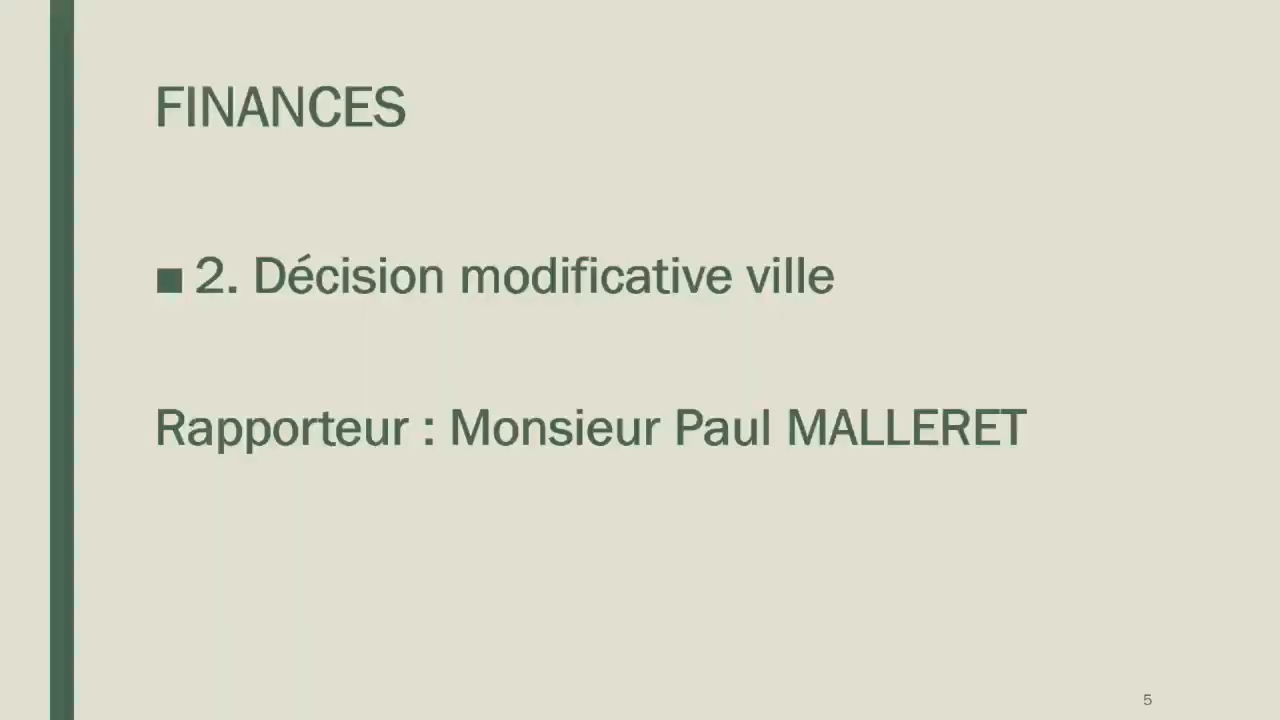 FINANCES
■ 2. Décision modificative ville
Rapporteur : Monsieur Paul MALLERET
5